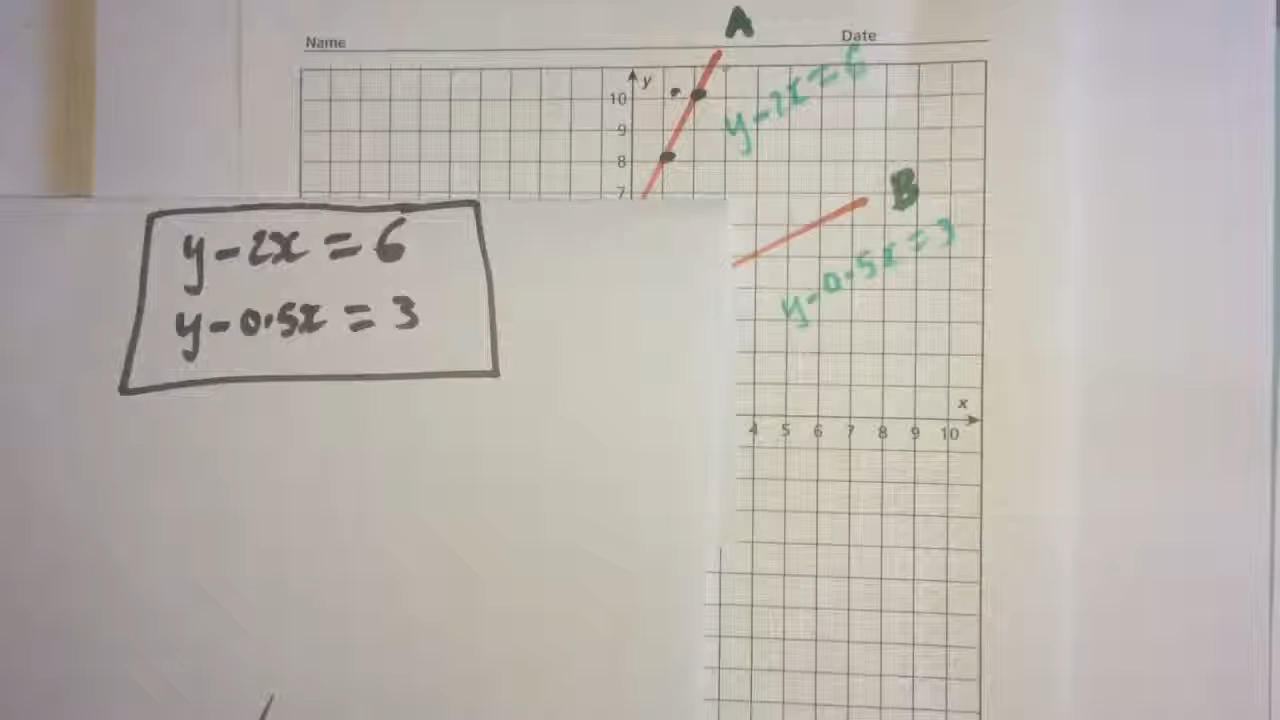 A
Name Date
y
y-2x=6
10
9
8
7
B
y-2x=6
y-0.5x=3
y-0.5x=3
x
4 5 6 7 8 9 10